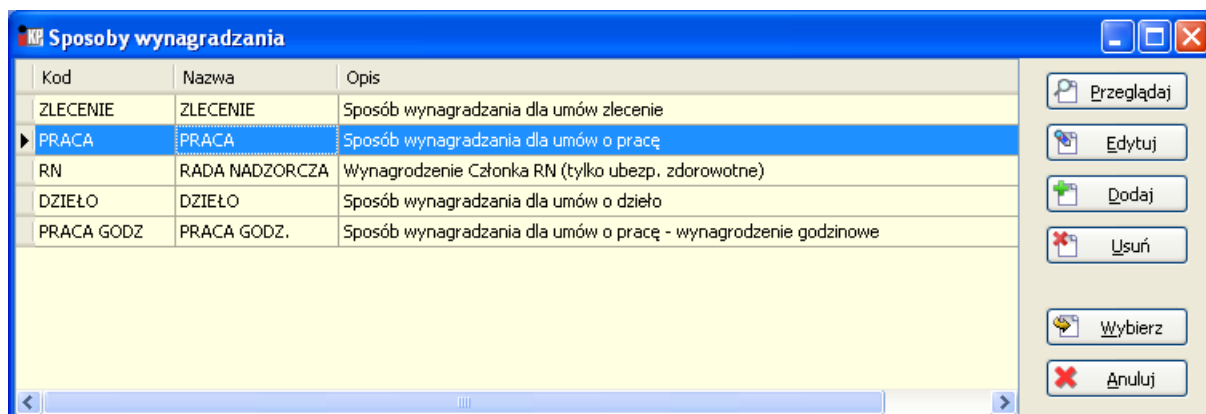 iKP Sposoby wynagradzania
Kod Nazwa Opis
ZLECENIE ZLECENIE Sposób wynagradzania dla umów zlecenie
PRACA PRACA Sposób wynagradzania dla umów o pracę
RN RADA NADZORCZA Wynagrodzenie Członka RN (tylko ubezp. zdorowotne)
DZIEŁO DZIEŁO Sposób wynagradzania dla umów o dzieło
PRACA GODZ PRACA GODZ. Sposób wynagradzania dla umów o pracę - wynagrodzenie godzinowe
Przeglądaj
Edytuj
Dodaj
Usuń
Wybierz
Anuluj